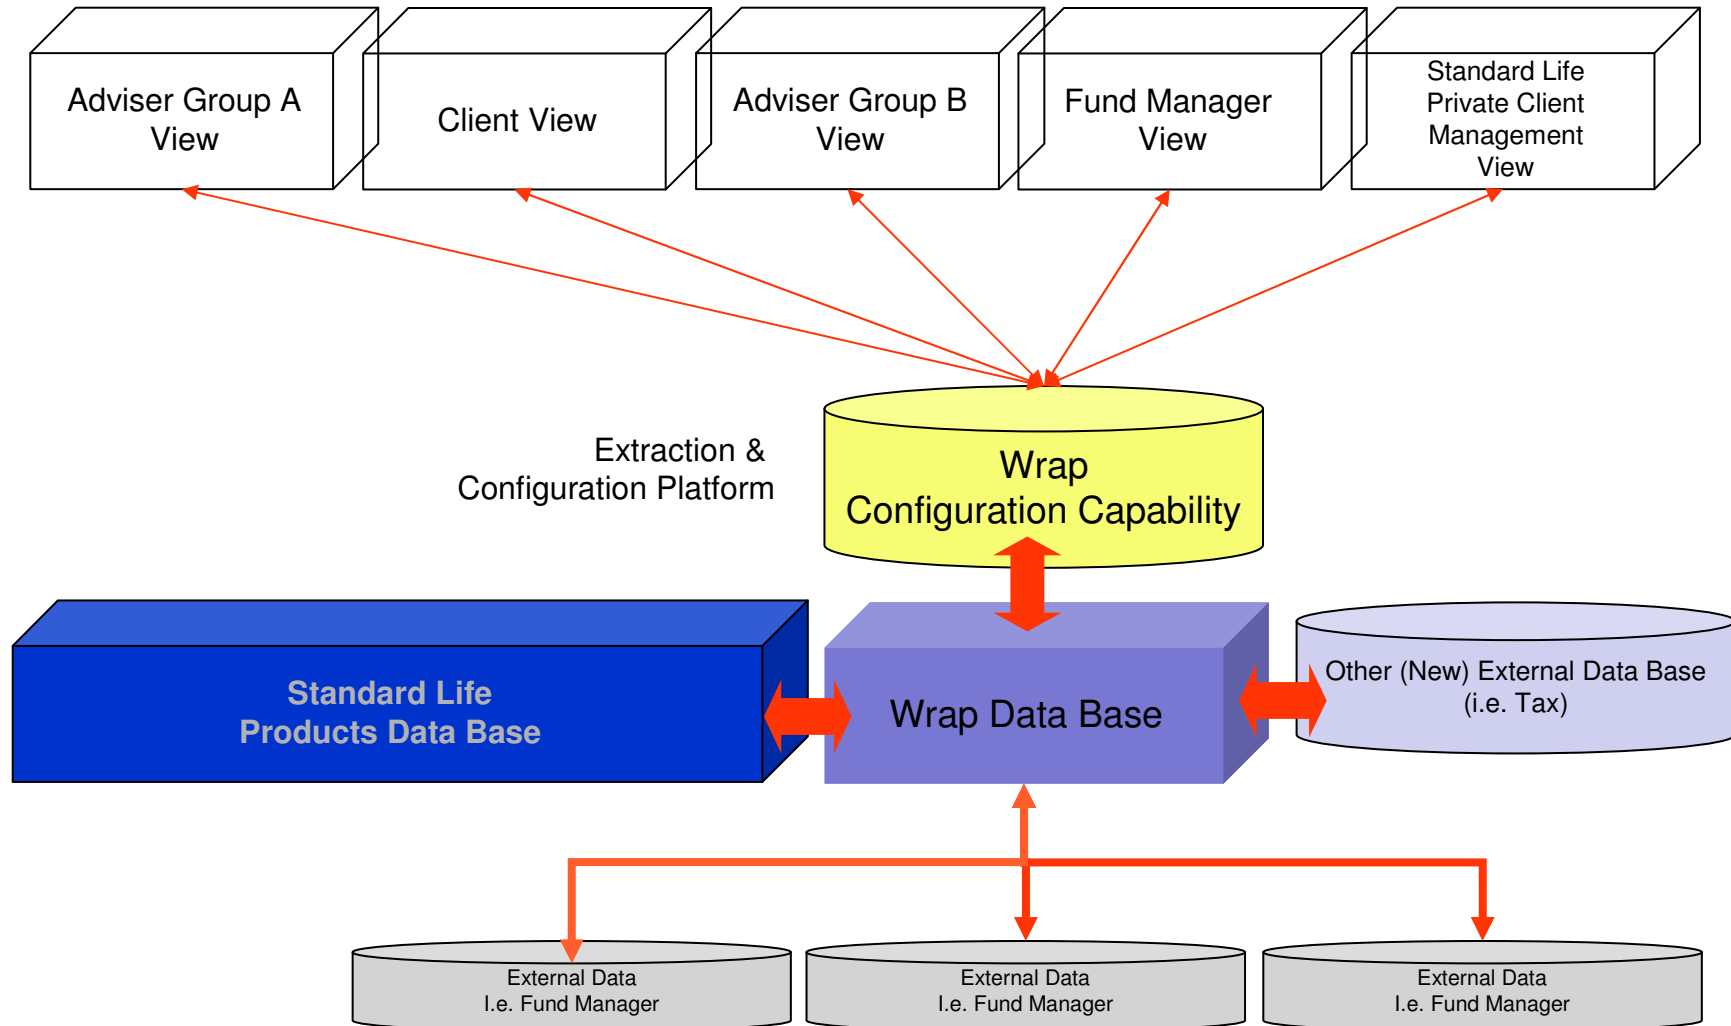 Adviser Group A
View
Client View
Adviser Group B
View
Fund Manager
View
Standard Life
Private Client
Management
View
Extraction &
Configuration Platform
Wrap
Configuration Capability
Standard Life
Products Data Base
Wrap Data Base
Other (New) External Data Base
(i.e. Tax)
External Data
I.e. Fund Manager
External Data
I.e. Fund Manager
External Data
I.e. Fund Manager